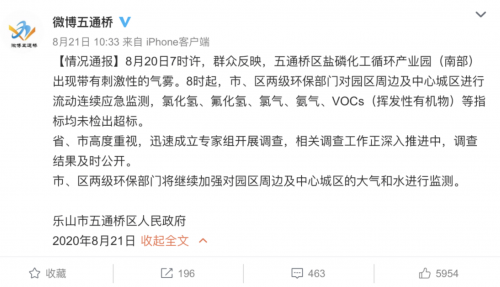 微博五通桥
8月21日 10:33 来自 iPhone客户端
微博五通桥
【情况通报】8月20日7时许，群众反映，五通桥区盐磷化工循环产业园（南部）
出现带有刺激性的气雾。8时起，市、区两级环保部门对园区周边及中心城区进行
流动连续应急监测，氯化氢、氟化氢、氯气、氨气、VOCs（挥发性有机物）等指
标均未检出超标。
省、市高度重视，迅速成立专家组开展调查，相关调查工作正深入推进中，调查
结果及时公开。
市、区两级环保部门将继续加强对园区周边及中心城区的大气和水进行监测。
乐山市五通桥区人民政府
2020年8月21日 收起全文
收藏 196 463 5954